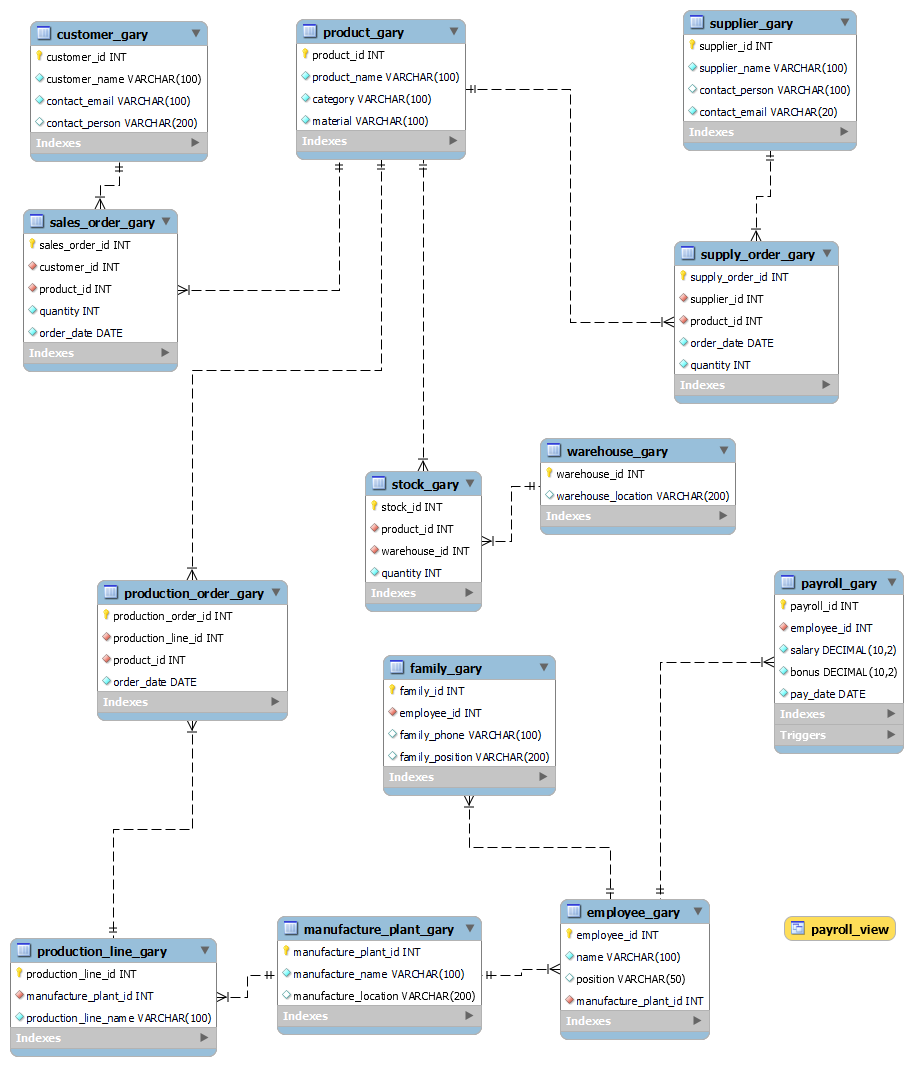 customer_gary
customer_id INT
customer_name VARCHAR(100)
contact_email VARCHAR(100)
contact_person VARCHAR(200)
Indexes
product_gary
product_id INT
product_name VARCHAR(100)
category VARCHAR(100)
material VARCHAR(100)
Indexes
supplier_gary
supplier_id INT
supplier_name VARCHAR(100)
contact_person VARCHAR(100)
contact_email VARCHAR(20)
Indexes
sales_order_gary
sales_order_id INT
customer_id INT
product_id INT
quantity INT
order_date DATE
Indexes
supply_order_gary
supply_order_id INT
supplier_id INT
product_id INT
order_date DATE
quantity INT
Indexes
warehouse_gary
warehouse_id INT
warehouse_location VARCHAR(200)
Indexes
stock_gary
stock_id INT
product_id INT
warehouse_id INT
quantity INT
Indexes
production_order_gary
production_order_id INT
production_line_id INT
product_id INT
order_date DATE
Indexes
payroll_gary
payroll_id INT
employee_id INT
salary DECIMAL(10,2)
bonus DECIMAL(10,2)
pay_date DATE
Indexes
Triggers
family_gary
family_id INT
employee_id INT
family_phone VARCHAR(100)
family_position VARCHAR(200)
Indexes
employee_gary
employee_id INT
name VARCHAR(100)
position VARCHAR(50)
manufacture_plant_id INT
Indexes
payroll_view
manufacture_plant_gary
manufacture_plant_id INT
manufacture_name VARCHAR(100)
manufacture_location VARCHAR(200)
Indexes
production_line_gary
production_line_id INT
manufacture_plant_id INT
production_line_name VARCHAR(100)
Indexes